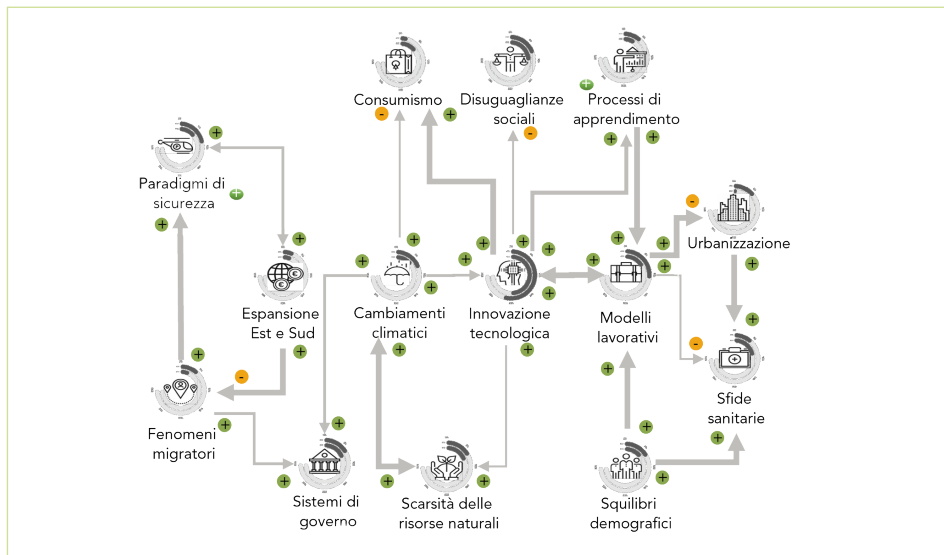 Consumismo
Disuguaglianze
sociali
Processi di
apprendimento
Paradigmi di
sicurezza
Urbanizzazione
Espansione
Est e Sud
Cambiamenti
climatici
Innovazione
tecnologica
Modelli
lavorativi
Sfide
sanitarie
Fenomeni
migratori
Sistemi di
governo
Scarsità delle
risorse naturali
Squilibri
demografici